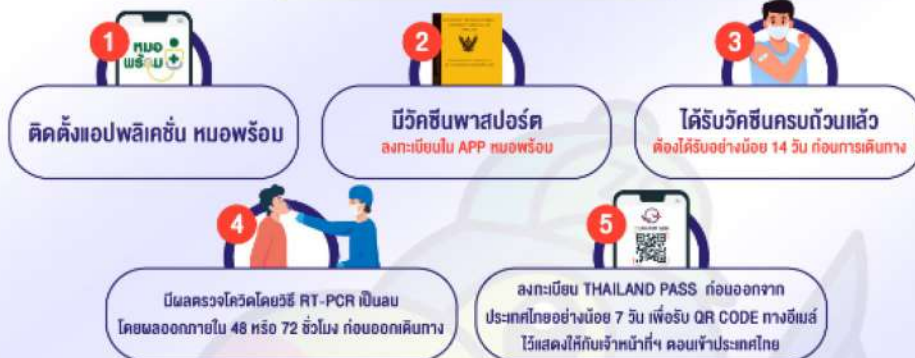 1
หมอ
พร้อม
ติดตั้งแอปพลิเคชั่น หมอพร้อม
2
มีวัคซีนพาสปอร์ต
ลงทะเบียนใน APP หมอพร้อม
3
ได้รับวัคซีนครบถ้วนแล้ว
ต้องได้รับอย่างน้อย 14 วัน ก่อนการเดินทาง
4
มีผลตรวจโควิดโดยวิธี RT-PCR เป็นลบ
โดยผลออกภายใน 48 หรือ 72 ชั่วโมง ก่อนออกเดินทาง
5
ลงทะเบียน THAILAND PASS ก่อนออกจาก
ประเทศไทยอย่างน้อย 7 วัน เพื่อรับ QR CODE ทางอีเมล์
ไว้แสดงให้กับเจ้าหน้าที่ฯ ตอนเข้าประเทศไทย